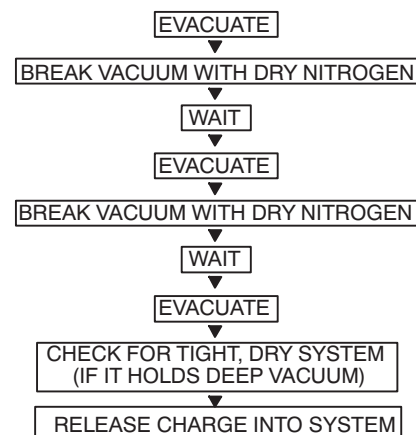 EVACUATE
BREAK VACUUM WITH DRY NITROGEN
WAIT
EVACUATE
BREAK VACUUM WITH DRY NITROGEN
WAIT
EVACUATE
CHECK FOR TIGHT, DRY SYSTEM
(IF IT HOLDS DEEP VACUUM)
RELEASE CHARGE INTO SYSTEM